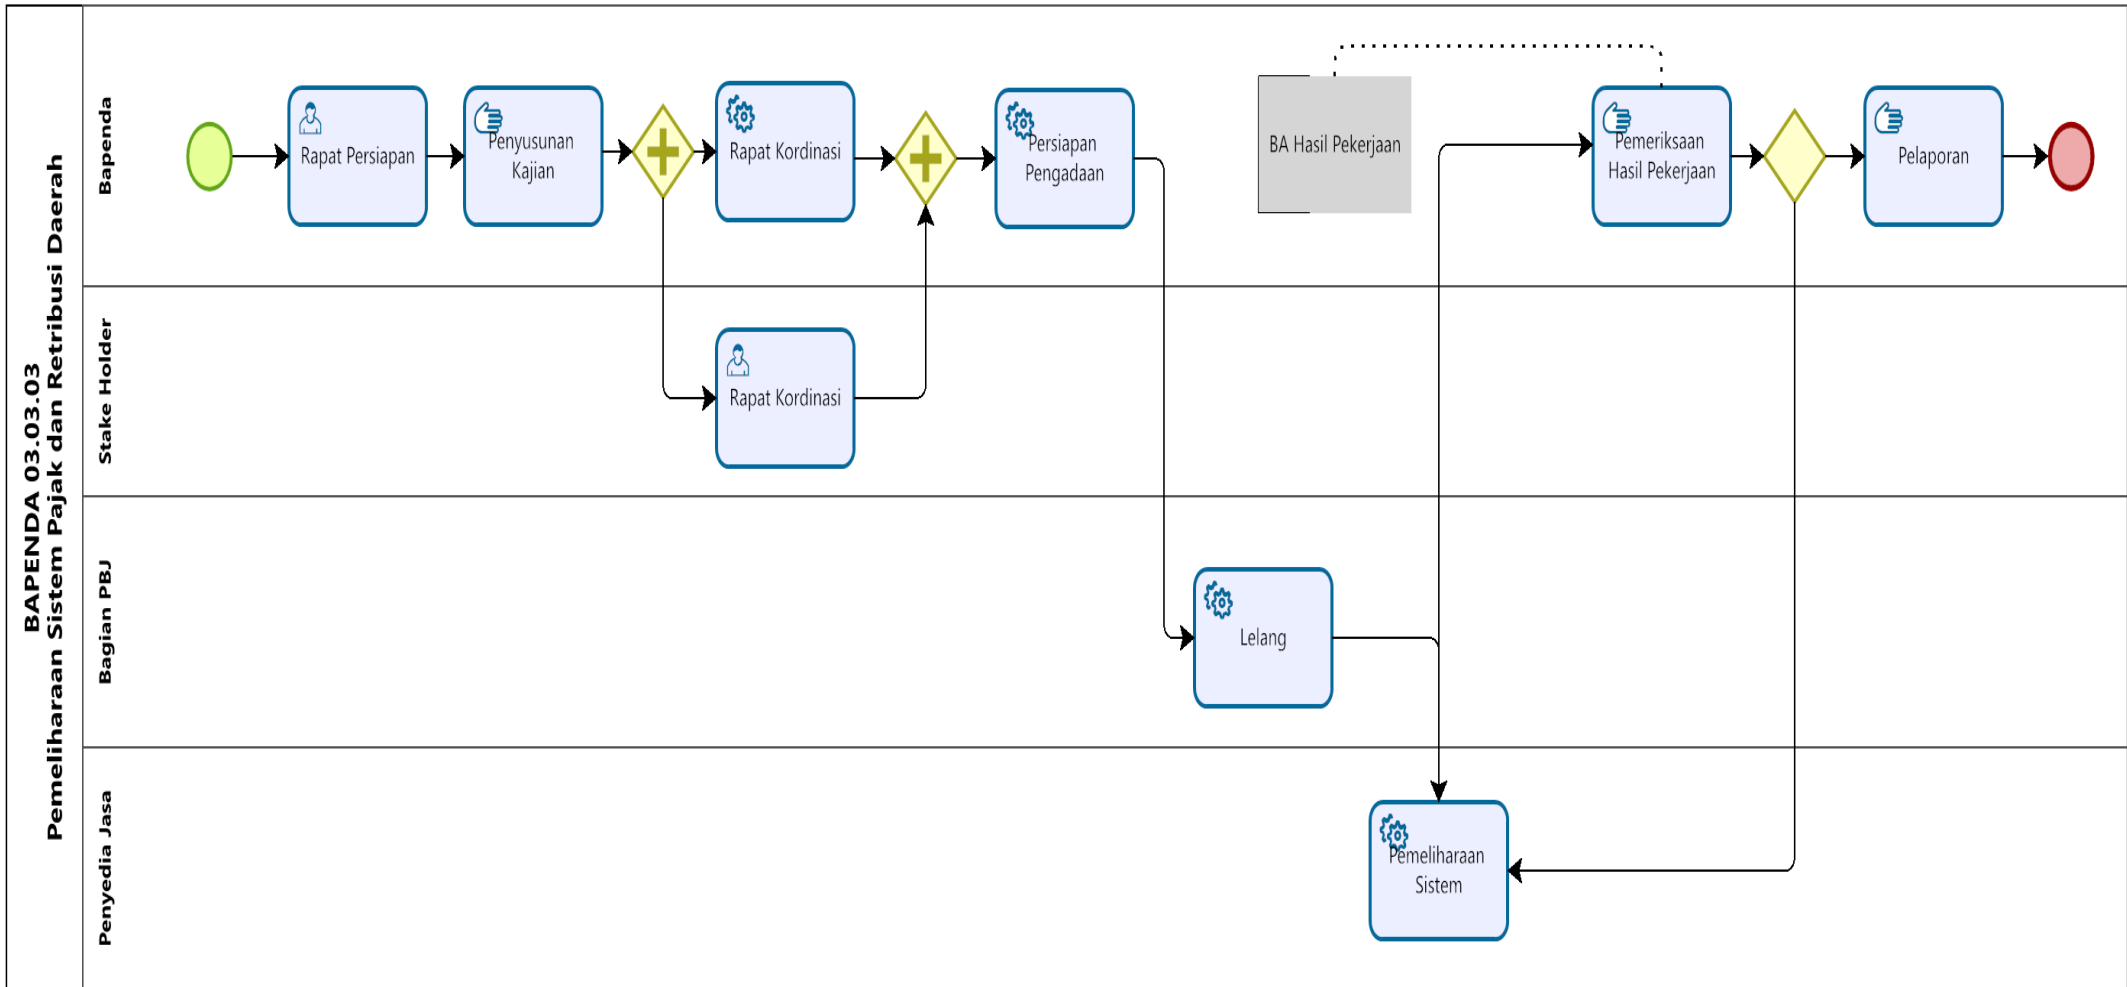 BAPENDA 03.03.03
Pemeliharaan Sistem Pajak dan Retribusi Daerah
Bapenda
Rapat Persiapan
Penyusunan
Kajian
Rapat Kordinasi
Persiapan
Pengadaan
BA Hasil Pekerjaan
Pemeriksaan
Hasil Pekerjaan
Pelaporan
Stake Holder
Rapat Kordinasi
Bagian PBJ
Lelang
Penyedia Jasa
Pemeliharaan
Sistem